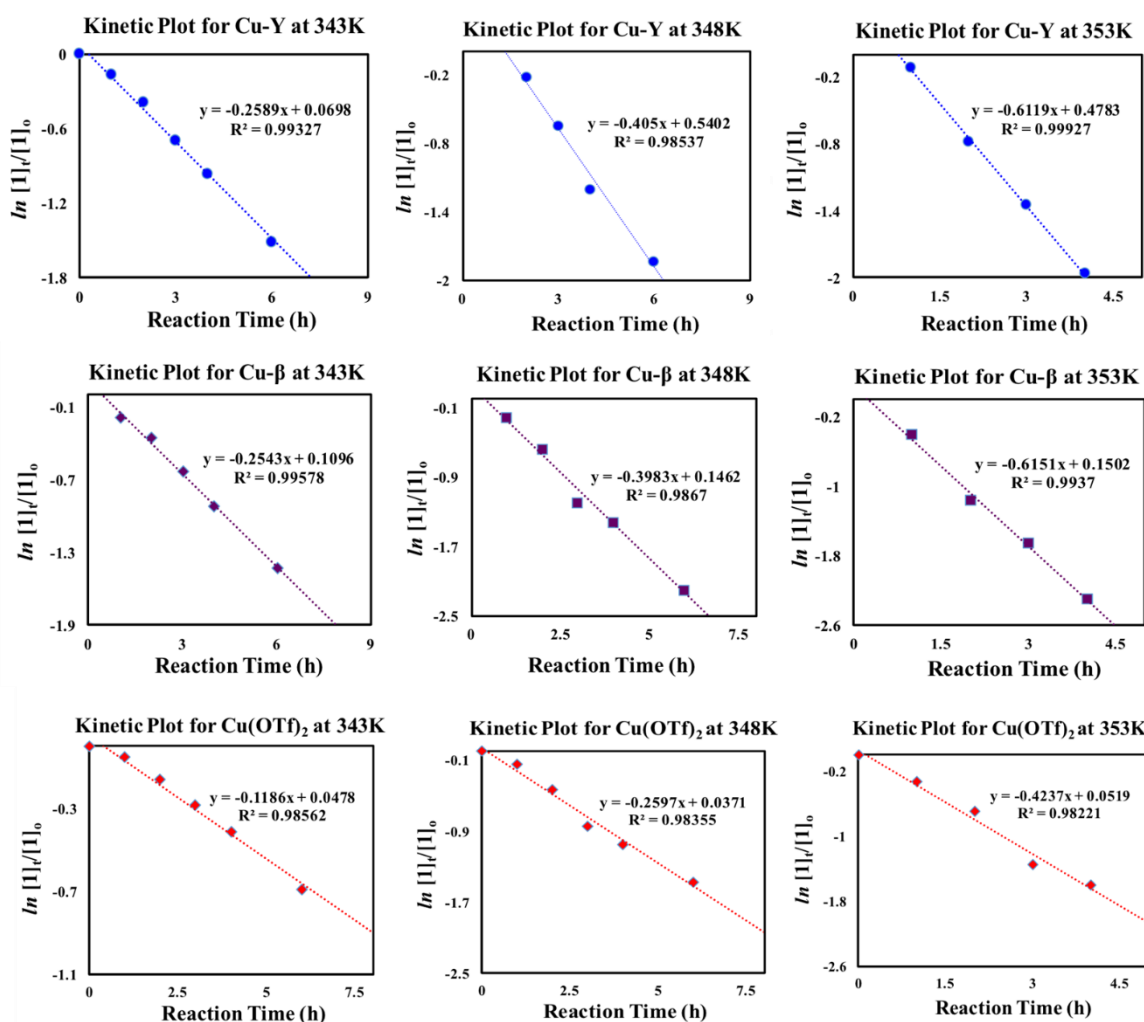 Kinetic Plot for Cu-Y at 343K
0
-0.6
-1.2
-1.8
ln [1]t/[1]o
y = -0.2589x + 0.0698
R² = 0.99327
0 3 6 9
Reaction Time (h)
Kinetic Plot for Cu-Y at 348K
-0.2
-0.8
-1.4
-2
ln [1]t/[1]o
y = -0.405x + 0.5402
R² = 0.98537
0 3 6 9
Reaction Time (h)
Kinetic Plot for Cu-Y at 353K
-0.2
-0.8
-1.4
-2
ln [1]t/[1]o
y = -0.6119x + 0.4783
R² = 0.99927
0 1.5 3 4.5
Reaction Time (h)
Kinetic Plot for Cu-β at 343K
-0.1
-0.7
-1.3
-1.9
ln [1]t/[1]o
y = -0.2543x + 0.1096
R² = 0.99578
0 3 6 9
Reaction Time (h)
Kinetic Plot for Cu-β at 348K
-0.1
-0.9
-1.7
-2.5
ln [1]t/[1]o
y = -0.3983x + 0.1462
R² = 0.9867
0 2.5 5 7.5
Reaction Time (h)
Kinetic Plot for Cu-β at 353K
-0.2
-1
-1.8
-2.6
ln [1]t/[1]o
y = -0.6151x + 0.1502
R² = 0.9937
0 1.5 3 4.5
Reaction Time (h)
Kinetic Plot for Cu(OTf)₂ at 343K
-0.3
-0.7
-1.1
ln [1]t/[1]o
y = -0.1186x + 0.0478
R² = 0.98562
0 2.5 5 7.5
Reaction Time (h)
Kinetic Plot for Cu(OTf)₂ at 348K
-0.1
-0.9
-1.7
-2.5
ln [1]t/[1]o
y = -0.2597x + 0.0371
R² = 0.98355
0 2.5 5 7.5
Reaction Time (h)
Kinetic Plot for Cu(OTf)₂ at 353K
-0.2
-1
-1.8
-2.6
ln [1]t/[1]o
y = -0.4237x + 0.0519
R² = 0.98221
0 1.5 3 4.5
Reaction Time (h)